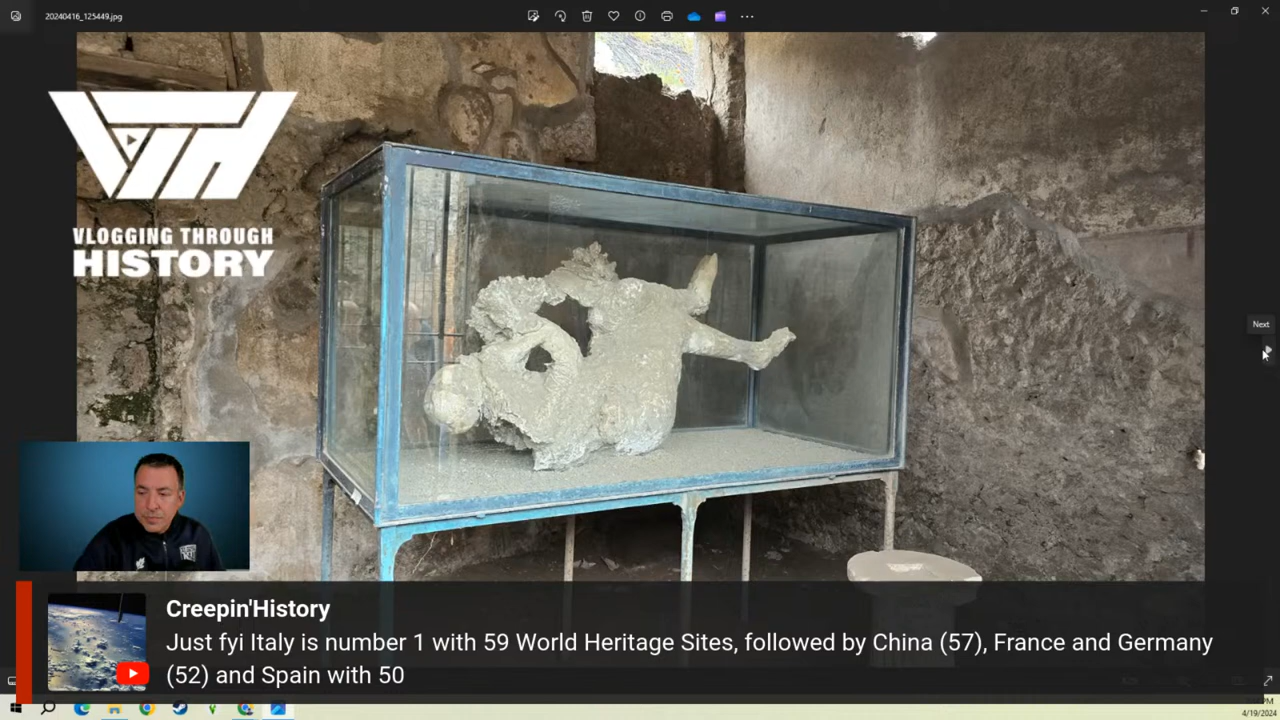 20240416_125449.jpg
VLOGGING THROUGH
HISTORY
Next
Creepin'History
Just fyi Italy is number 1 with 59 World Heritage Sites, followed by China (57), France and Germany
(52) and Spain with 50
PM
4/19/2024